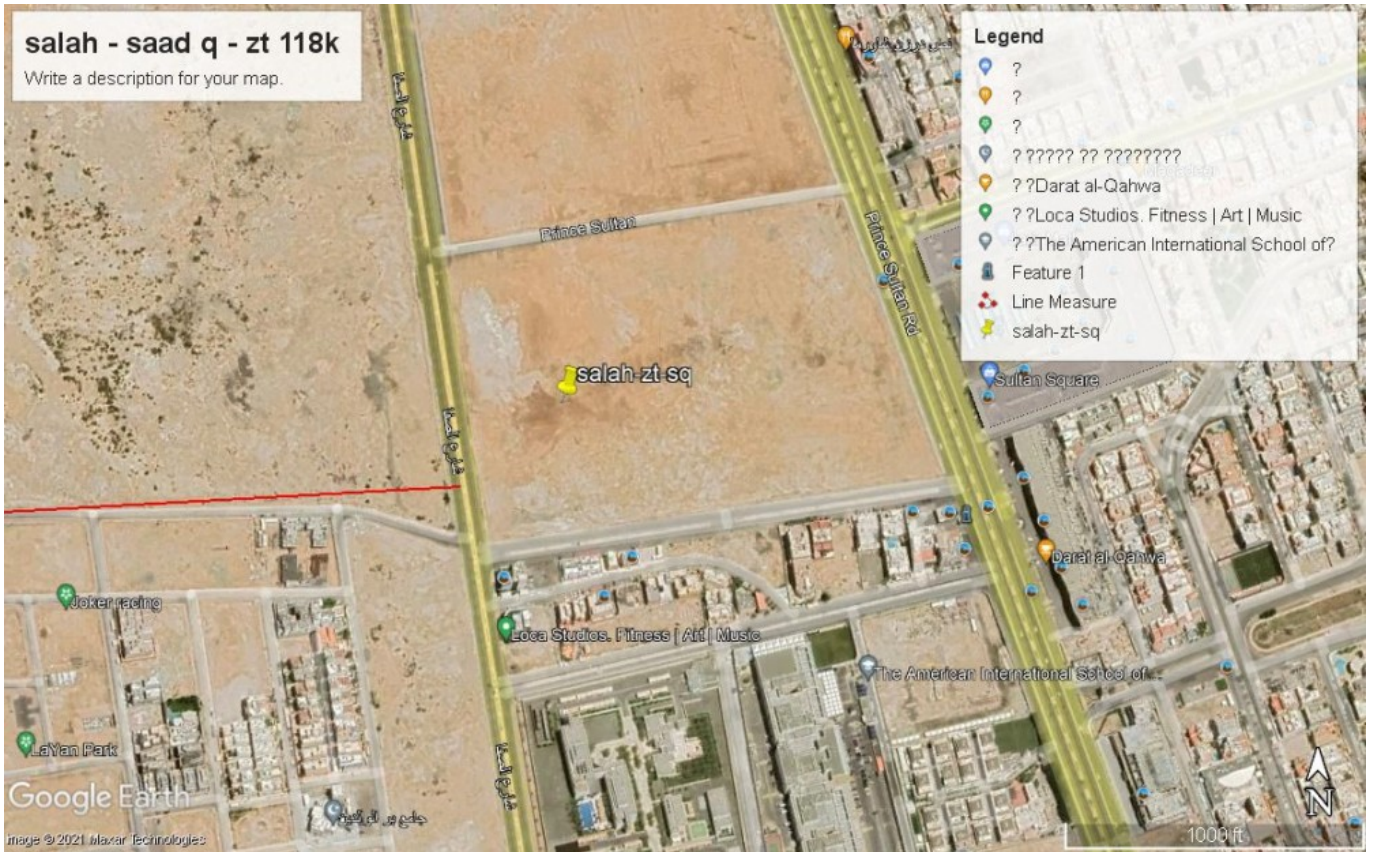 salah - saad q - zt 118k
Write a description for your map.
Legend
?
?
?
? ????? ?? ????????
? ?Darat al-Qahwa
? ?Loca Studios. Fitness | Art | Music
? ?The American International School of?
Feature 1
Line Measure
salah-zt-sq
Prince Sultan
Prince Sultan Rd
salah-zt-sq
Sultan Square
Darat al-Qahwa
Joker racing
Loca Studios. Fitness | Art | Music
The American International School of...
LaYan Park
Google Earth
Image © 2021 Maxar Technologies
1000 ft
N